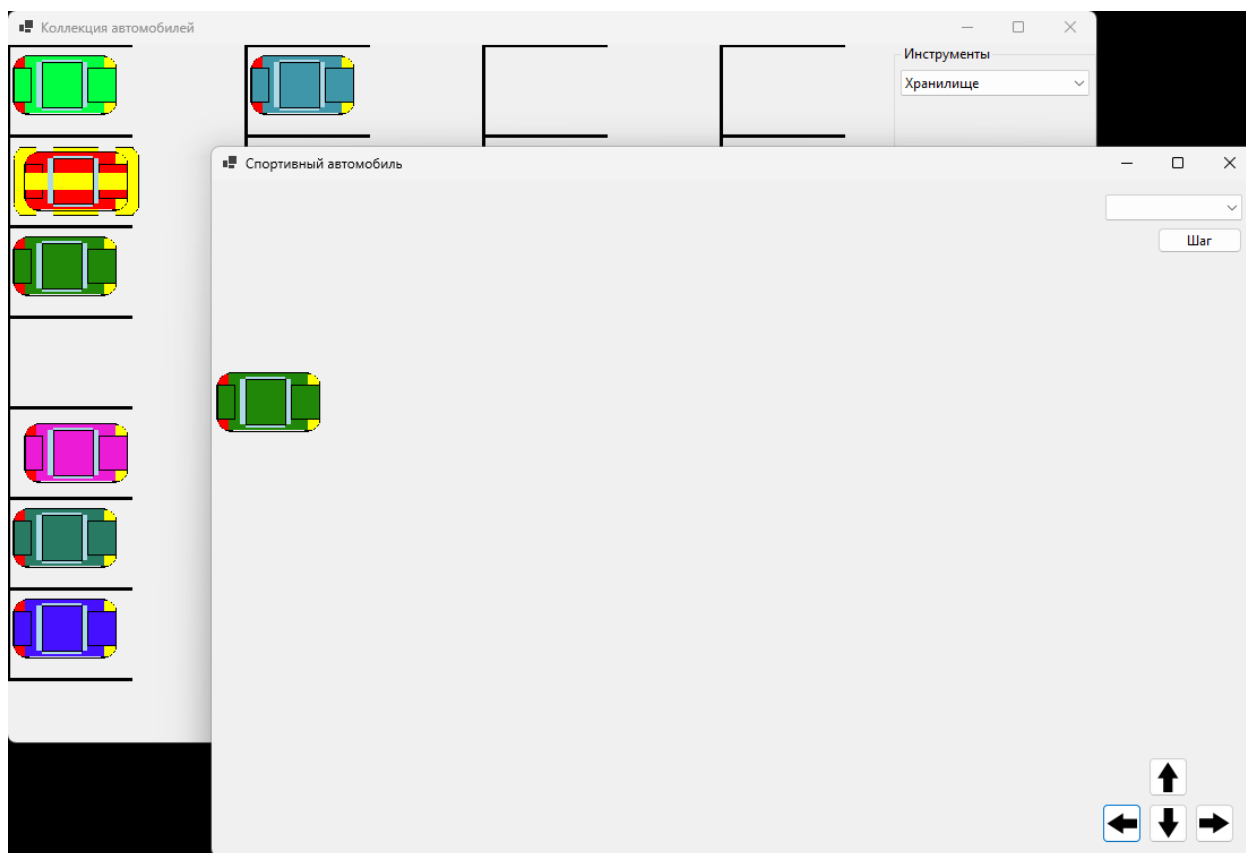 Коллекция автомобилей
Инструменты
Хранилище
Спортивный автомобиль
Шаг